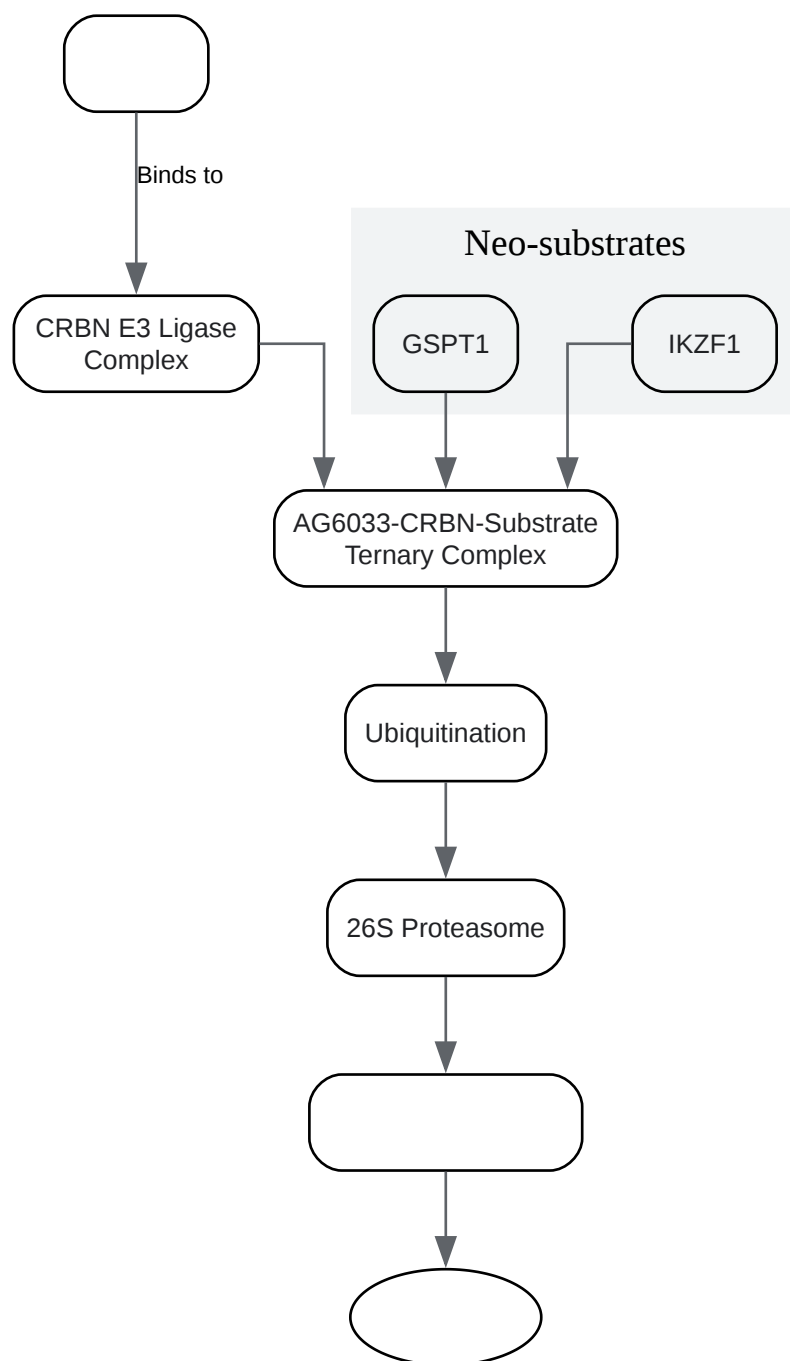 Binds to
Neo-substrates
CRBN E3 Ligase
Complex
GSPT1
IKZF1
AG6033-CRBN-Substrate
Ternary Complex
Ubiquitination
26S Proteasome